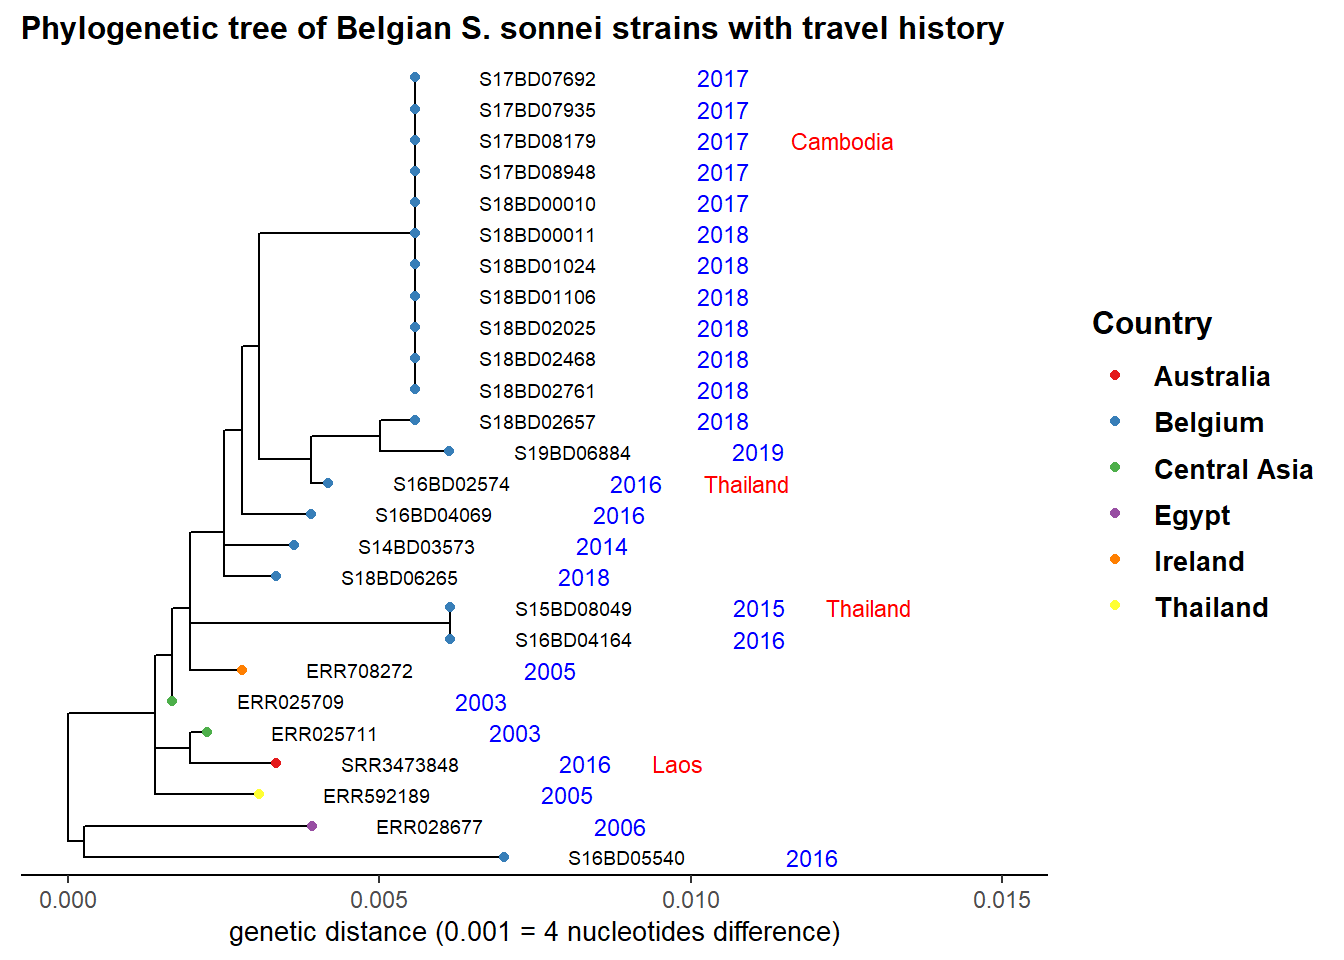 Phylogenetic tree of Belgian S. sonnei strains with travel history
S17BD07692 2017
S17BD07935 2017
S17BD08179 2017 Cambodia
S17BD08948 2017
S18BD00010 2017
S18BD00011 2018
S18BD01024 2018
S18BD01106 2018
S18BD02025 2018
S18BD02468 2018
S18BD02761 2018
S18BD02657 2018
S19BD06884 2019
S16BD02574 2016 Thailand
S16BD04069 2016
S14BD03573 2014
S18BD06265 2018
S15BD08049 2015 Thailand
S16BD04164 2016
ERR708272 2005
ERR025709 2003
ERR025711 2003
SRR3473848 2016 Laos
ERR592189 2005
ERR028677 2006
S16BD05540 2016
0.000 0.005 0.010 0.015
genetic distance (0.001 = 4 nucleotides difference)
Country
Australia
Belgium
Central Asia
Egypt
Ireland
Thailand